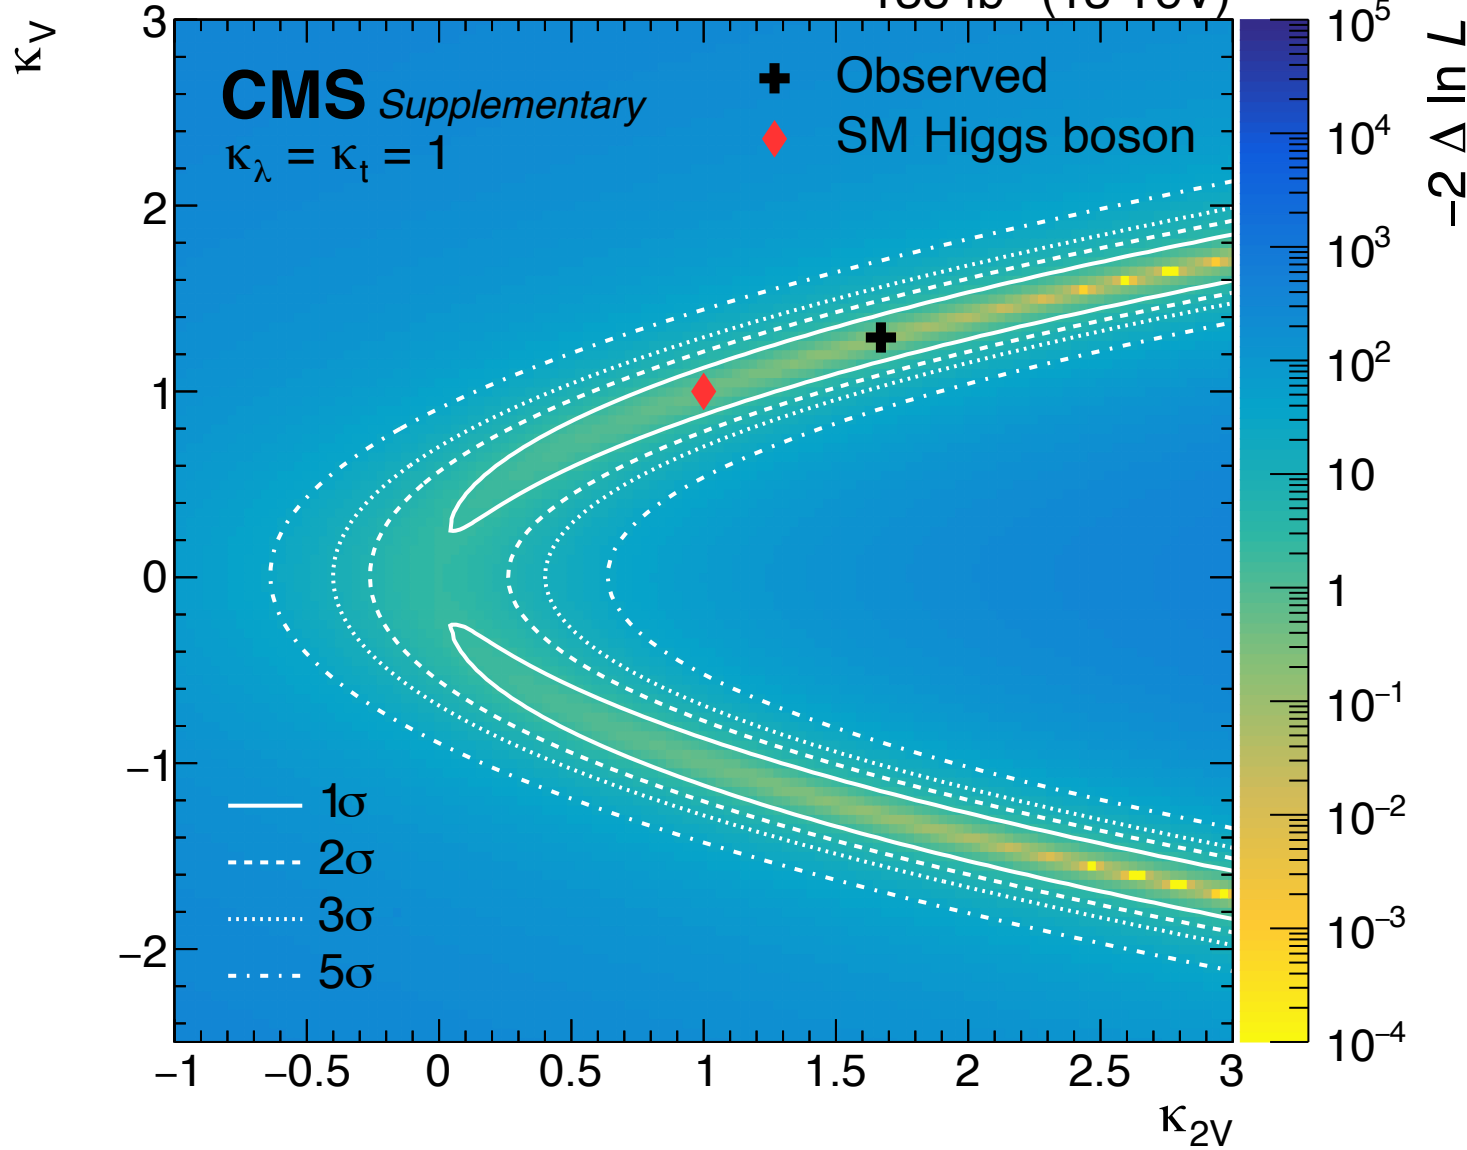 κV
CMS Supplementary
κλ = κt = 1
Observed
SM Higgs boson
1σ
2σ
3σ
5σ
3
2
1
0
−1
−2
−1 −0.5 0 0.5 1 1.5 2 2.5 3
κ2V
10^5
10^4
10^3
10^2
10
1
10^−1
10^−2
10^−3
10^−4
−2 Δ ln L